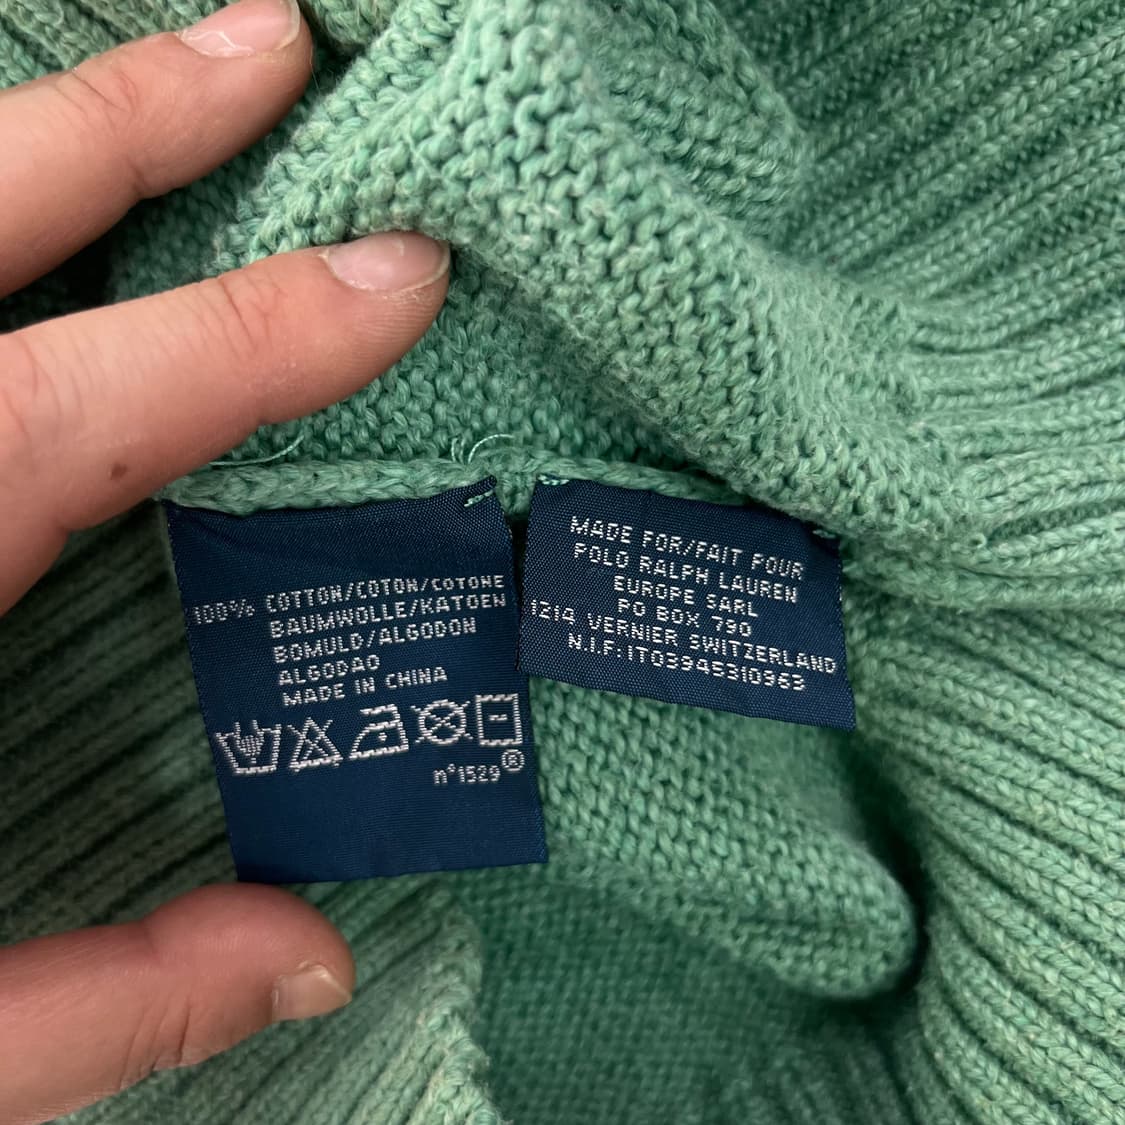 100% COTTON/COTON/COTONE
BAUMWOLLE/KATOEN
BOMULD/ALGODON
ALGODAO
MADE IN CHINA
n°1529®
MADE FOR/FAIT POUR
POLO RALPH LAUREN
EUROPE SARL
PO BOX 790
1214 VERNIER SWITZERLAND
N.I.F:IT03945310963